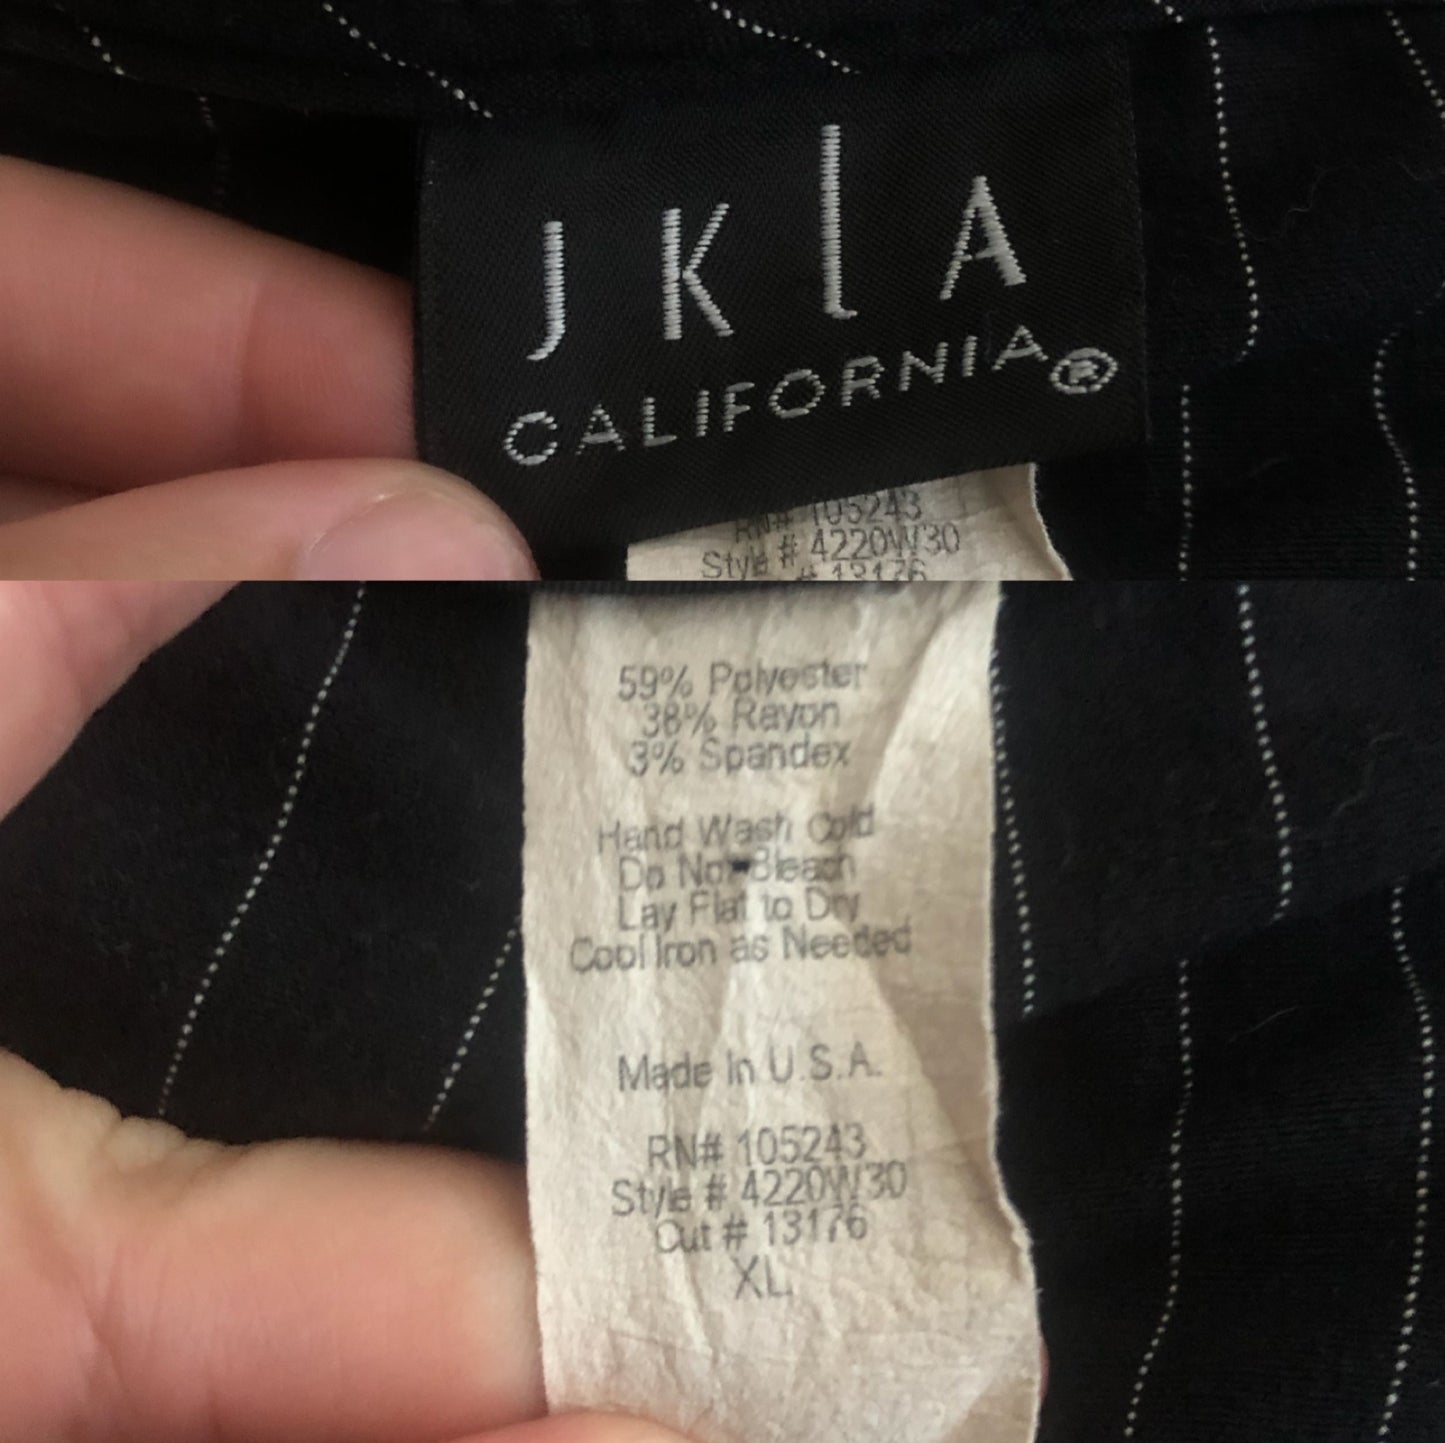 JKlA
CALIFORNIA®
RN# 105243
Style # 4220W30
# 13176
59% Polyester
38% Rayon
3% Spandex
Hand Wash Cold
Do Not Bleach
Lay Flat to Dry
Cool Iron as Needed
Made In U.S.A.
RN# 105243
Style # 4220W30
Cut # 13176
XL